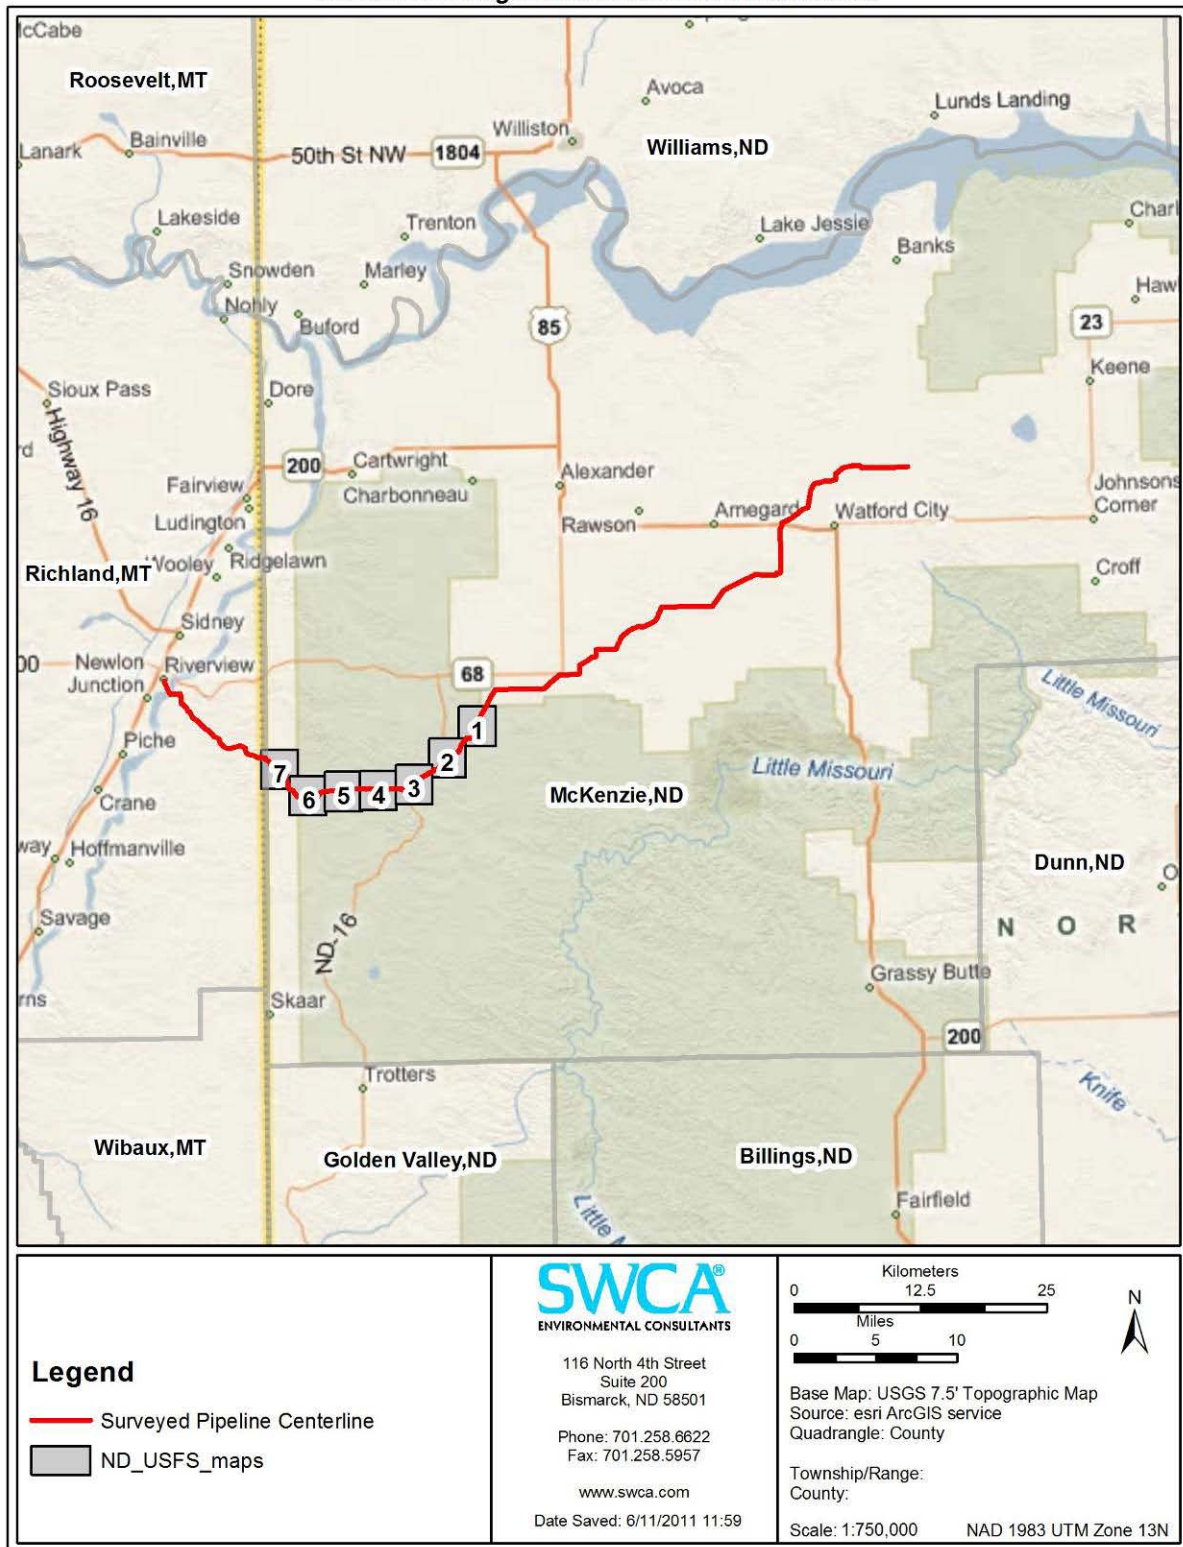 cCabe
Roosevelt,MT
Avoca
Lunds Landing
Williston
Lanark
Bainville
50th St NW
1804
Williams,ND
Lakeside
Trenton
Lake Jessie
Charl
Banks
Snowden
Marley
Nohly
Buford
Haw
85
23
Keene
Sioux Pass
Dore
Highway 16
rd
200
Cartwright
Charbonneau
Alexander
Fairview
Ludington
Rawson
Arnegard
Watford City
Johnsons
Corner
Wooley
Ridgelawn
Richland,MT
Croff
Sidney
00
Newlon
Junction
Riverview
68
Little Missouri
1
2
3
4
5
6
7
Piche
Little Missouri
Crane
McKenzie,ND
way
Hoffmanville
Dunn,ND
O
Savage
N O R
ND-16
Grassy Butte
rns
Skaar
200
Trotters
Knife
Wibaux,MT
Golden Valley,ND
Billings,ND
Fairfield
Little M
Legend
Surveyed Pipeline Centerline
ND_USFS_maps
SWCA®
ENVIRONMENTAL CONSULTANTS
116 North 4th Street
Suite 200
Bismarck, ND 58501
Phone: 701.258.6622
Fax: 701.258.5957
www.swca.com
Date Saved: 6/11/2011 11:59
Kilometers
0 12.5 25
Miles
0 5 10
N
Base Map: USGS 7.5' Topographic Map
Source: esri ArcGIS service
Quadrangle: County
Township/Range:
County:
Scale: 1:750,000 NAD 1983 UTM Zone 13N